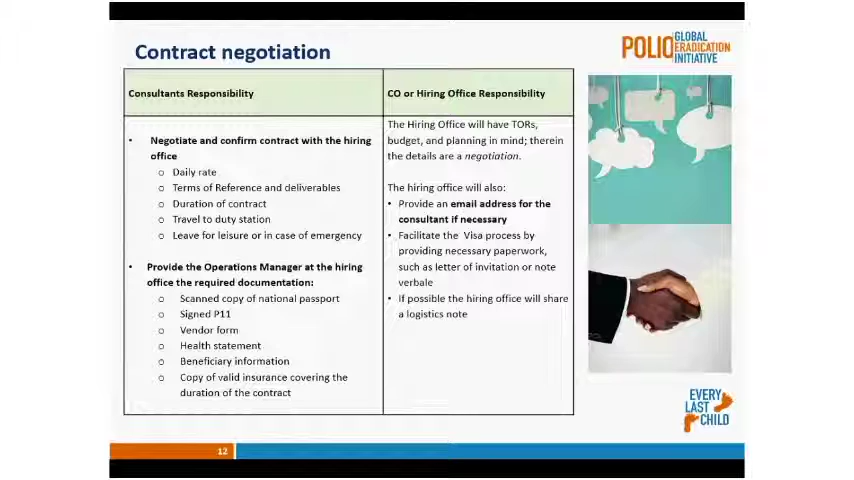 Contract negotiation
POLIO GLOBAL
ERADICATION
INITIATIVE
Consultants Responsibility
CO or Hiring Office Responsibility
• Negotiate and confirm contract with the hiring
office
o Daily rate
o Terms of Reference and deliverables
o Duration of contract
o Travel to duty station
o Leave for leisure or in case of emergency
• Provide the Operations Manager at the hiring
office the required documentation:
o Scanned copy of national passport
o Signed P11
o Vendor form
o Health statement
o Beneficiary information
o Copy of valid insurance covering the
duration of the contract
The Hiring Office will have TORs,
budget, and planning in mind; therein
the details are a negotiation.
The hiring office will also:
• Provide an email address for the
consultant if necessary
• Facilitate the Visa process by
providing necessary paperwork,
such as letter of invitation or note
verbale
• If possible the hiring office will share
a logistics note
EVERY
LAST
CHILD
12